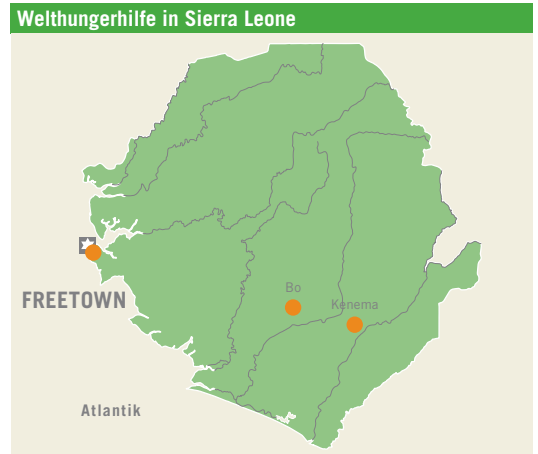 Welthungerhilfe in Sierra Leone
Bo
Kenema
FREETOWN
Atlantik